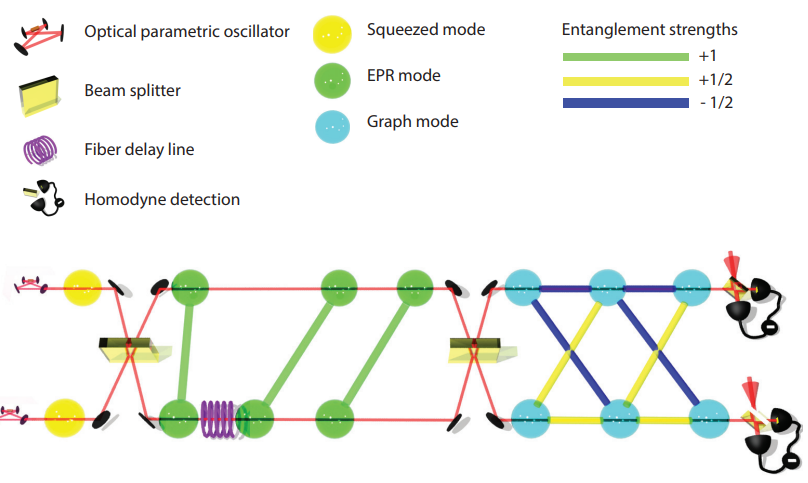 Optical parametric oscillator
Beam splitter
Fiber delay line
Homodyne detection
Squeezed mode
EPR mode
Graph mode
Entanglement strengths
+1
+1/2
- 1/2